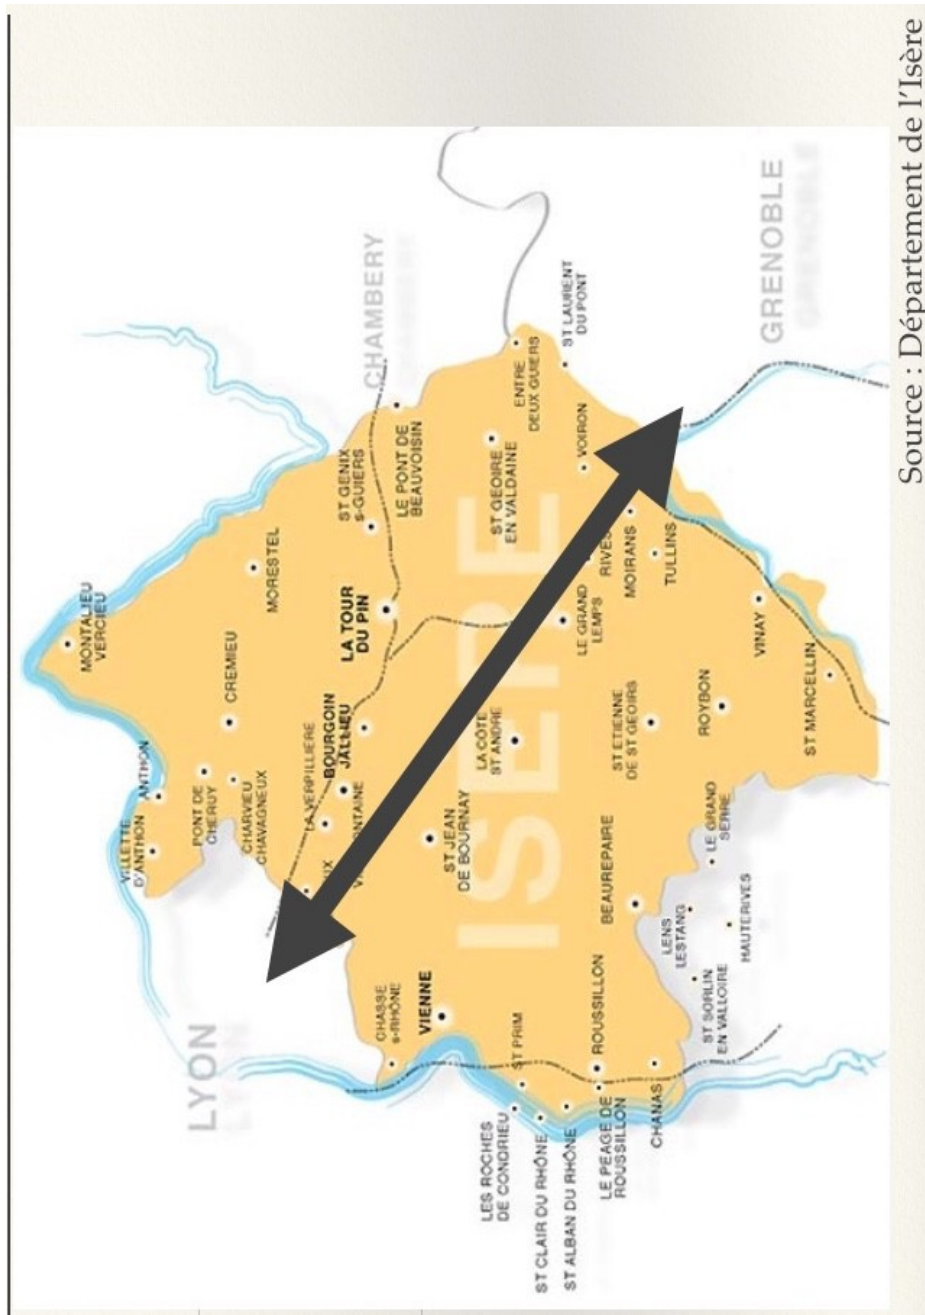 LYON
VILLETTE
D'ANTHON
ANTHON
MONTALIEU
VERCIEU
PONT DE
CHERUY
CREMIEU
CHARVIEU
CHAVAGNEUX
MORESTEL
LA VERPILLIERE
BOURGOIN
JALLIEU
LA TOUR
DU PIN
ST GENIX
s-GUIERS
CHAMBERY
LE PONT DE
BEAUVOISIN
CHASSE
s-RHÔNE
VIENNE
ST JEAN
DE BOURNAY
LA CÔTE
ST ANDRÉ
ISERE
ST GEOIRE
EN VALDAINE
ENTRE
DEUX GUIERS
ST LAURENT
DU PONT
LES ROCHES
DE CONDRIEU
ST PRIM
ST CLAIR DU RHÔNE
ST ALBAN DU RHÔNE
LE PEAGE DE
ROUSSILLON
ROUSSILLON
CHANAS
BEAUREPAIRE
LE GRAND
LEMPS
RIVES
VOIRON
MOIRANS
TULLINS
ST ETIENNE
DE ST GEOIRS
ROYBON
VINAY
ST MARCELLIN
LENS
LESTANG
LE GRAND
SERRE
ST SORLIN
EN VALLOIRE
HAUTERIVES
GRENOBLE
Source : Département de l'Isère